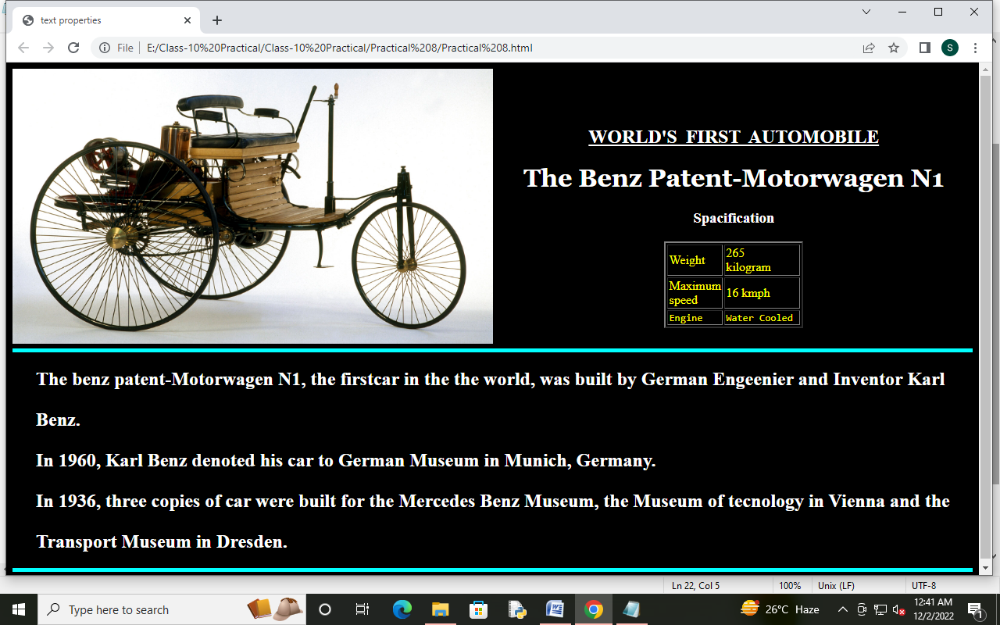 text properties
File
E:/Class-10%20Practical/Class-10%20Practical/Practical%208/Practical%208.html
S
WORLD'S FIRST AUTOMOBILE
The Benz Patent-Motorwagen N1
Spacification
Weight
265
kilogram
Maximum
speed
16 kmph
Engine
Water Cooled
The benz patent-Motorwagen N1, the firstcar in the the world, was built by German Engeenier and Inventor Karl
Benz.
In 1960, Karl Benz denoted his car to German Museum in Munich, Germany.
In 1936, three copies of car were built for the Mercedes Benz Museum, the Museum of tecnology in Vienna and the
Transport Museum in Dresden.
Ln 22, Col 5
100%
Unix (LF)
UTF-8
Type here to search
26°C Haze
12:41 AM
12/2/2022
1